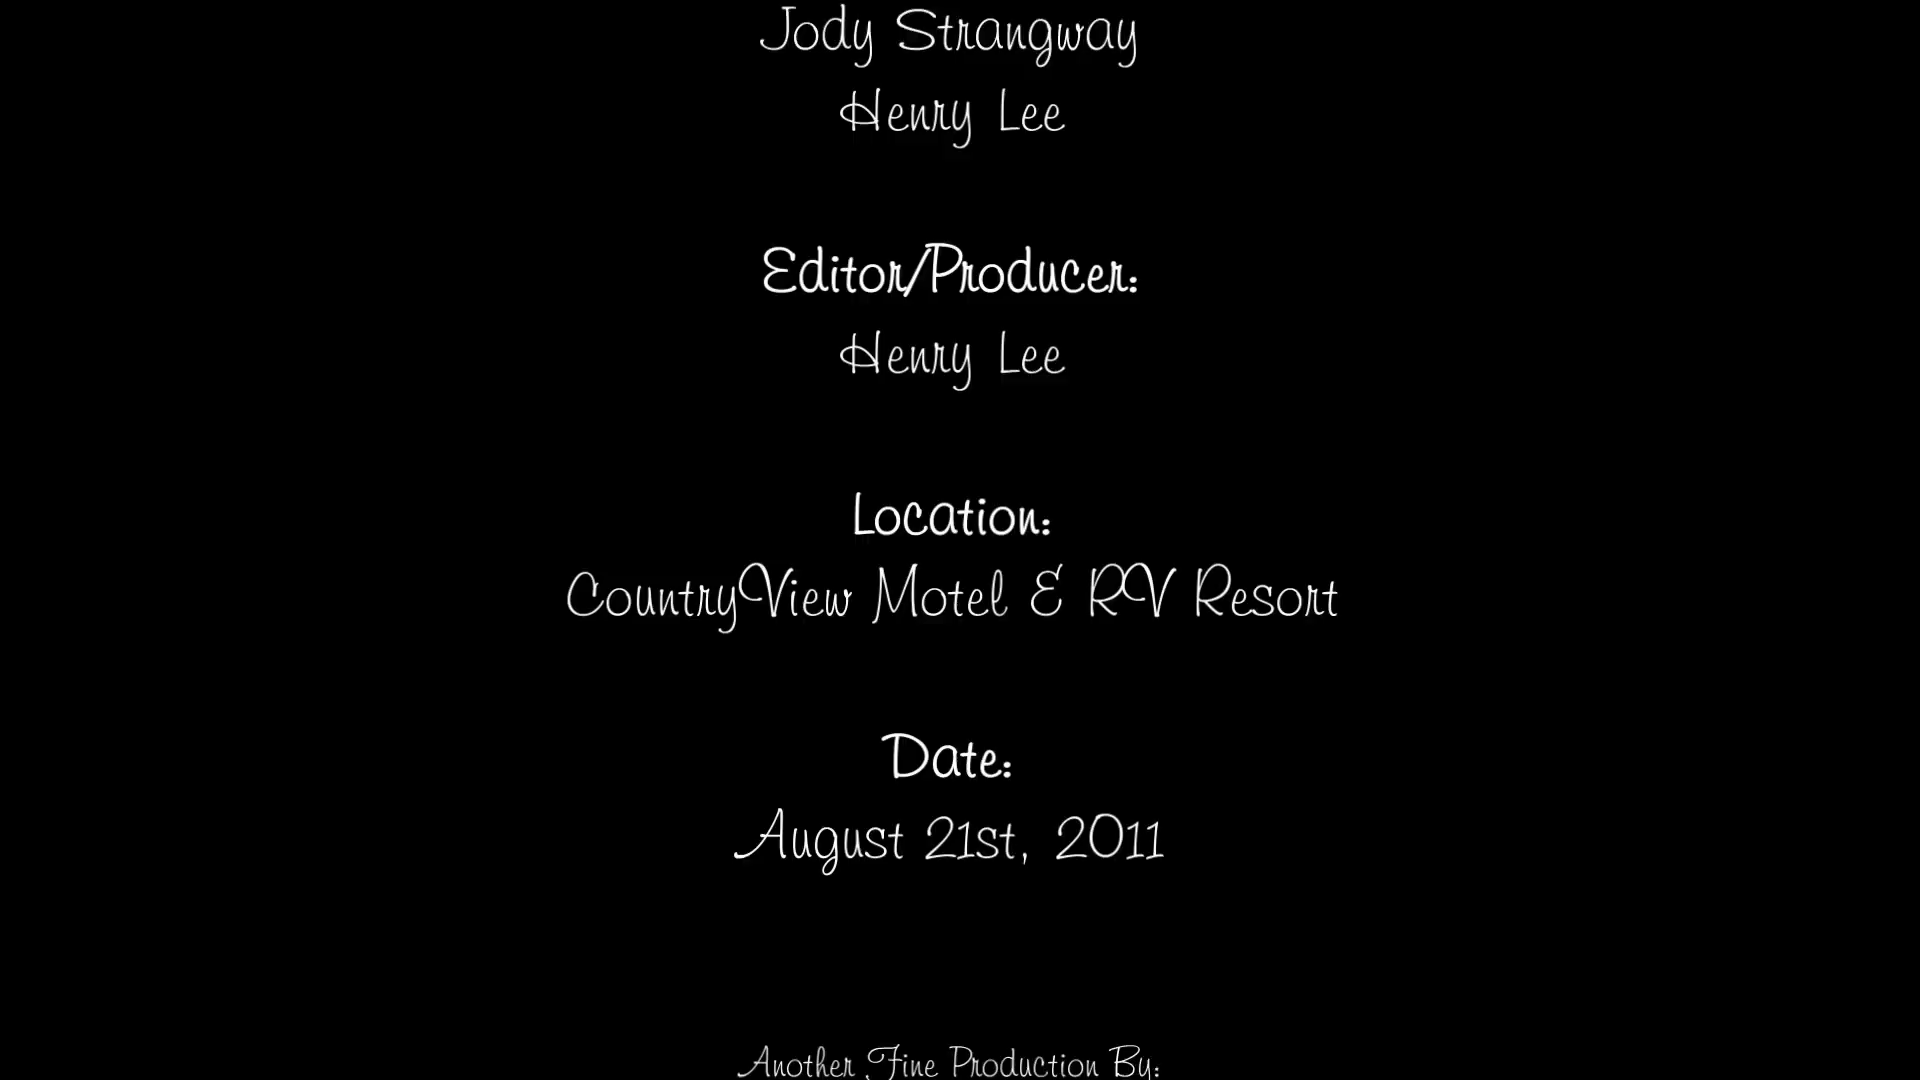 Jody Strangway
Henry Lee
Editor/Producer:
Henry Lee
Location:
CountryView Motel & RV Resort
Date:
August 21st, 2011
Another Fine Production By: